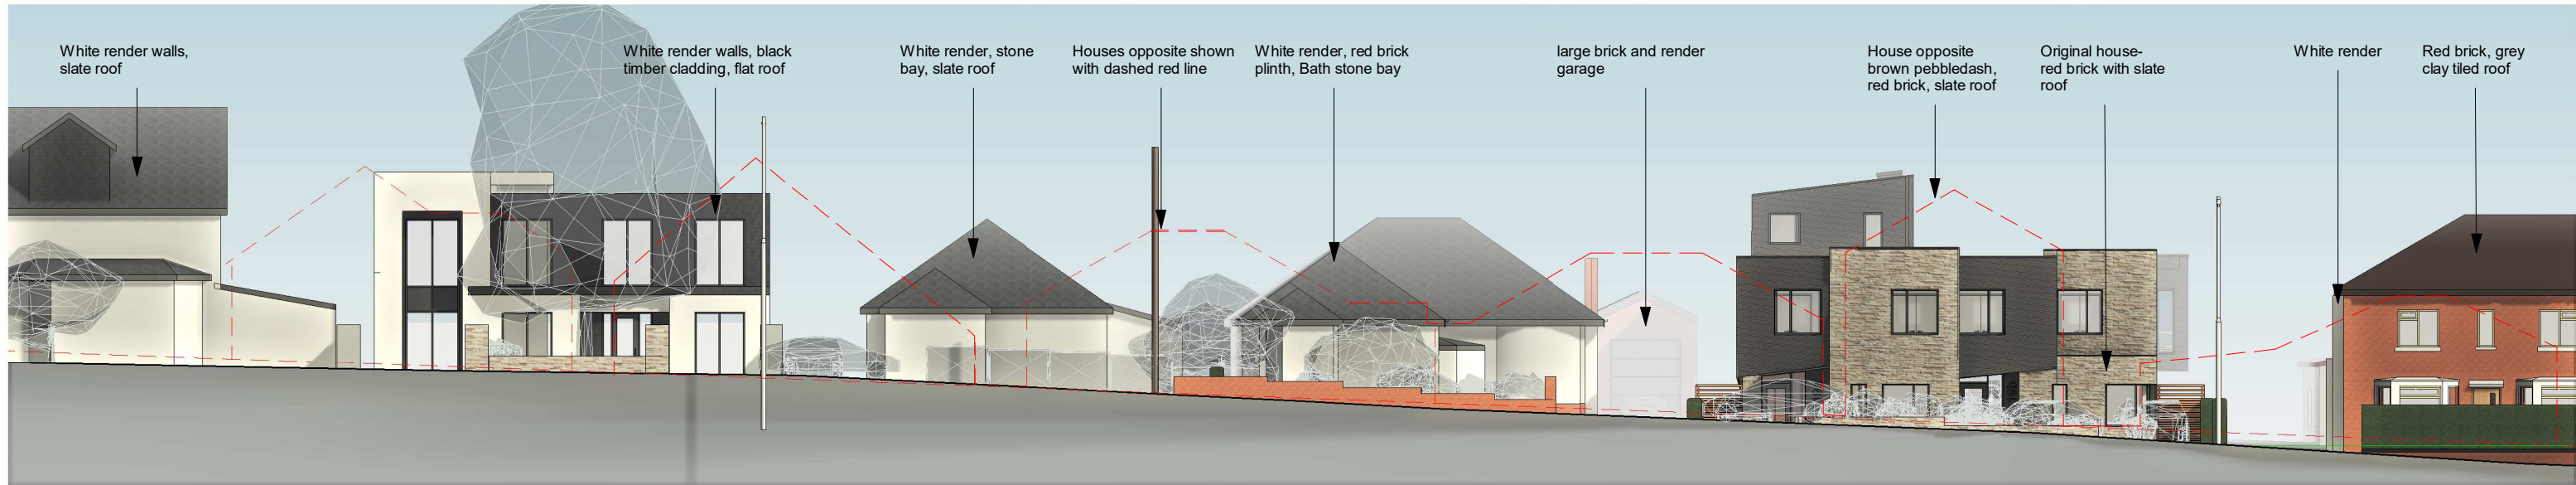 White render walls,
slate roof
White render walls, black
timber cladding, flat roof
White render, stone
bay, slate roof
Houses opposite shown
with dashed red line
White render, red brick
plinth, Bath stone bay
large brick and render
garage
House opposite
brown pebbledash,
red brick, slate roof
Original house-
red brick with slate
roof
White render
Red brick, grey
clay tiled roof